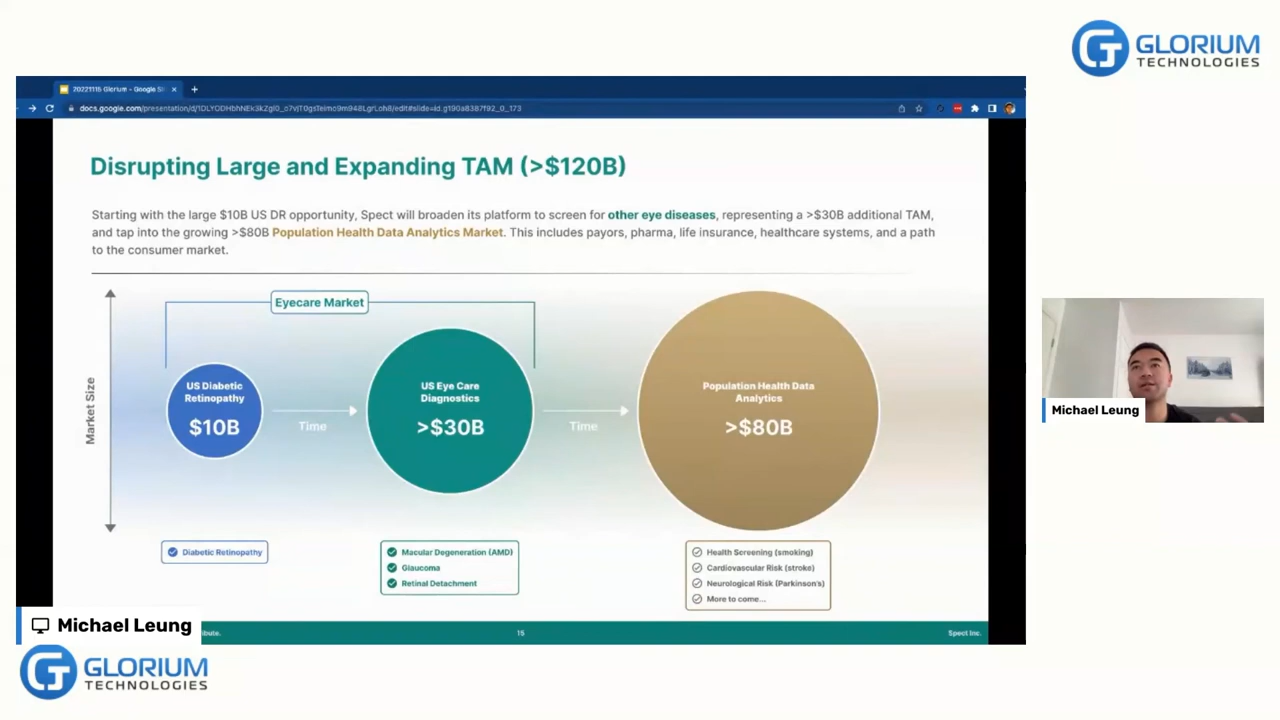 GLORIUM
TECHNOLOGIES
20221115 Glorium - Google Sli
Disrupting Large and Expanding TAM (>$120B)
Starting with the large $10B US DR opportunity, Spect will broaden its platform to screen for other eye diseases, representing a >$30B additional TAM,
and tap into the growing >$80B Population Health Data Analytics Market. This includes payors, pharma, life insurance, healthcare systems, and a path
to the consumer market.
Eyecare Market
Market Size
US Diabetic
Retinopathy
$10B
Time
US Eye Care
Diagnostics
>$30B
Time
Population Health Data
Analytics
>$80B
Diabetic Retinopathy
Macular Degeneration (AMD)
Glaucoma
Retinal Detachment
Health Screening (smoking)
Cardiovascular Risk (stroke)
Neurological Risk (Parkinson's)
More to come...
Michael Leung
Michael Leung
15
Spect Inc.
GLORIUM
TECHNOLOGIES